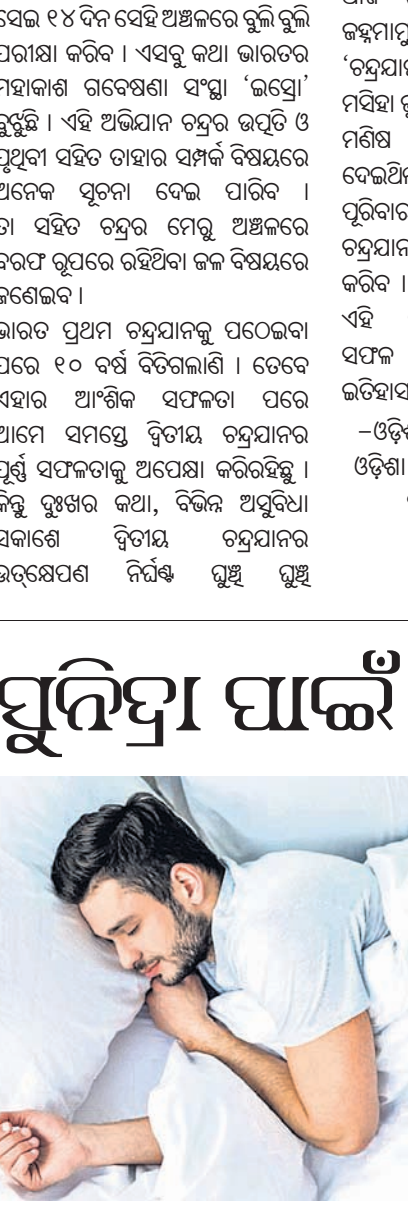 ସେଇ ୧୪ ଦିନ ସେହି ଅଞ୍ଚଳରେ ବୁଲି ବୁଲି
ପରୀକ୍ଷା କରିବ । ଏସବୁ କଥା ଭାରତର
ମହାକାଶ ଗବେଷଣା ସଂସ୍ଥା ‘ଇସ୍ରୋ’
ବୁଝୁଛି । ଏହି ଅଭିଯାନ ଚନ୍ଦ୍ରର ଉତ୍ପତି ଓ
ପୃଥିବୀ ସହିତ ତାହାର ସମ୍ପର୍କ ବିଷୟରେ
ଅନେକ ସୂଚନା ଦେଇ ପାରିବ ।
ତା ସହିତ ଚନ୍ଦ୍ରର ମେରୁ ଅଞ୍ଚଳରେ
ବରଫ ରୂପରେ ରହିଥିବା ଜଳ ବିଷୟରେ
ଜଣେଇବ ।
ଭାରତ ପ୍ରଥମ ଚନ୍ଦ୍ରଯାନକୁ ପଠେଇବା
ପରେ ୧୦ ବର୍ଷ ବିତିଗଲାଣି । ତେବେ
ଏହାର ଆଂଶିକ ସଫଳତା ପରେ
ଆମେ ସମସ୍ତେ ଦ୍ୱିତୀୟ ଚନ୍ଦ୍ରଯାନର
ପୂର୍ଣ୍ଣ ସଫଳତାକୁ ଅପେକ୍ଷା କରିରହିଛୁ ।
କିନ୍ତୁ ଦୁଃଖର କଥା, ବିଭିନ୍ନ ଅସୁବିଧା
ସକାଶେ ଦ୍ୱିତୀୟ ଚନ୍ଦ୍ରଯାନର
ଉତ୍‌କ୍ଷେପଣ ନିର୍ଘଣ୍ଟ ଘୁଞ୍ଚି ଘୁଞ୍ଚି
‘ଚନ୍ଦ୍ରଯାନ
ମସିହା
ମଣିଷ
ଦେଇଥିଲ
ପୂରିବାର
ଚନ୍ଦ୍ରଯାନ
କରିବ ।
ଏହି
ସଫଳ
ଇତିହାସ
–ଓଡ଼ିଶ
ଓଡ଼ିଶା
ସୁନିଦ୍ରା ପାଇଁ